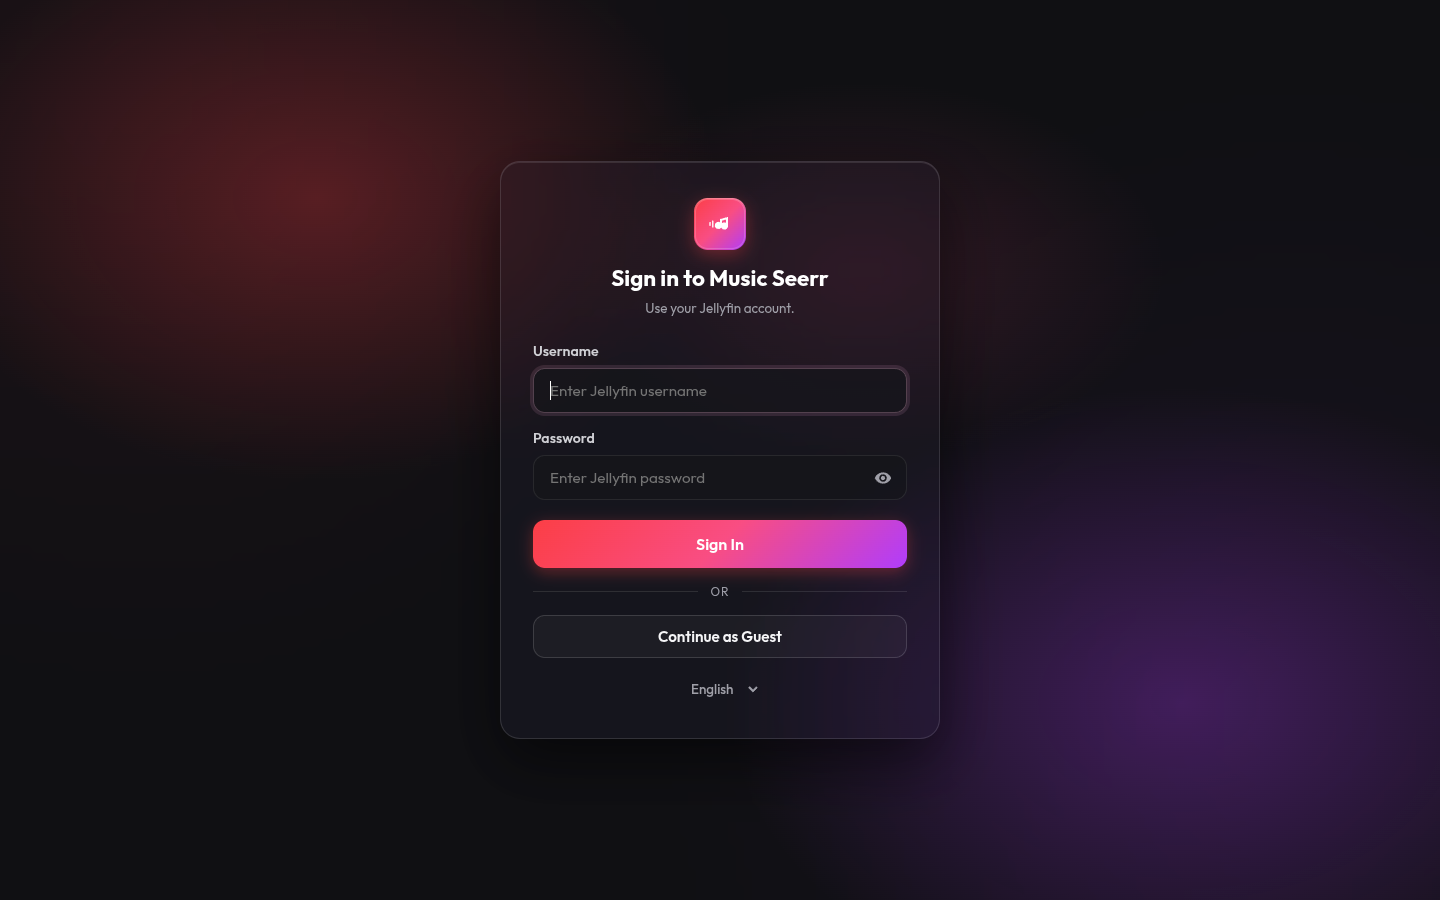 Sign in to Music Seerr
Use your Jellyfin account.
Username
Enter Jellyfin username
Password
Enter Jellyfin password
Sign In
OR
Continue as Guest
English